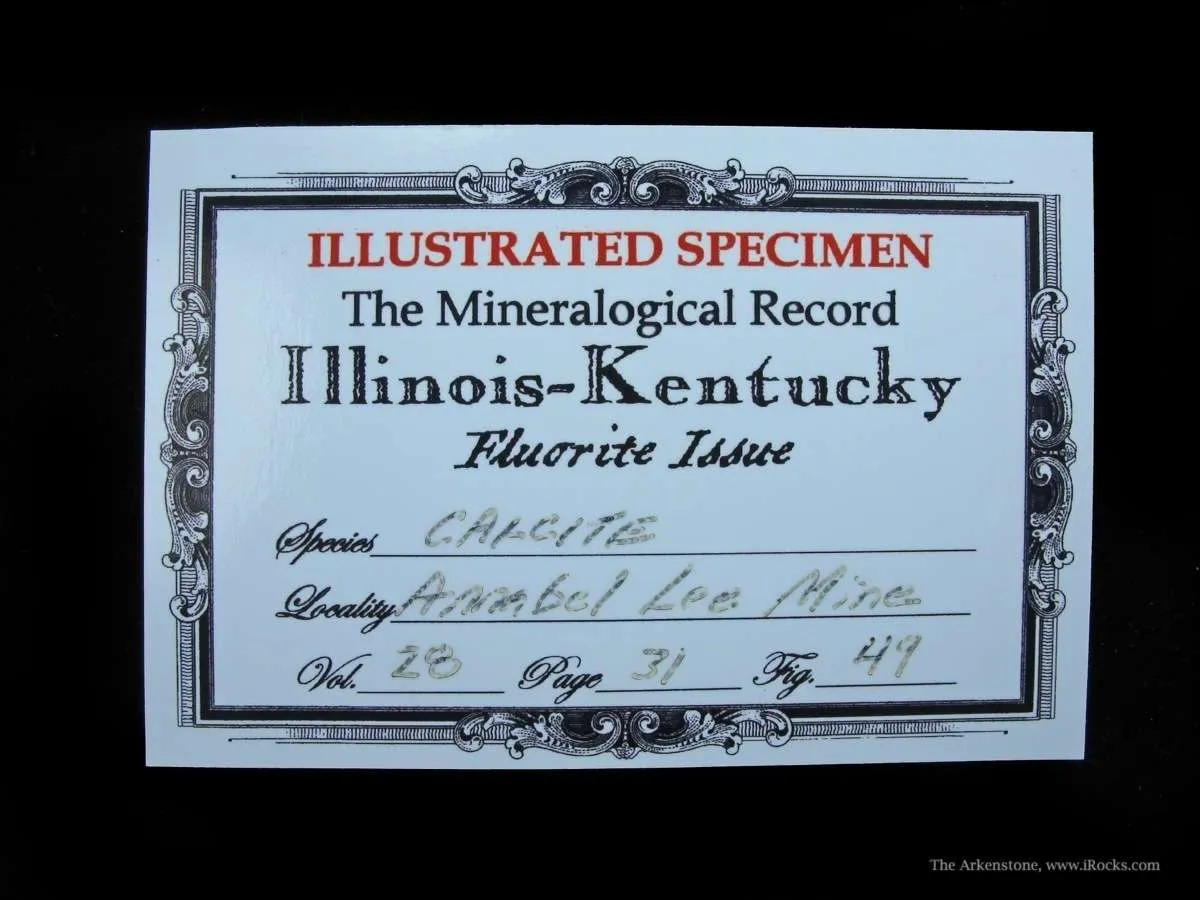 ILLUSTRATED SPECIMEN
The Mineralogical Record
Illinois-Kentucky
Fluorite Issue
Species CALCITE
Locality Annabel Lee Mine
Vol. 28 Page 31 Fig. 49
The Arkenstone, www.iRocks.com